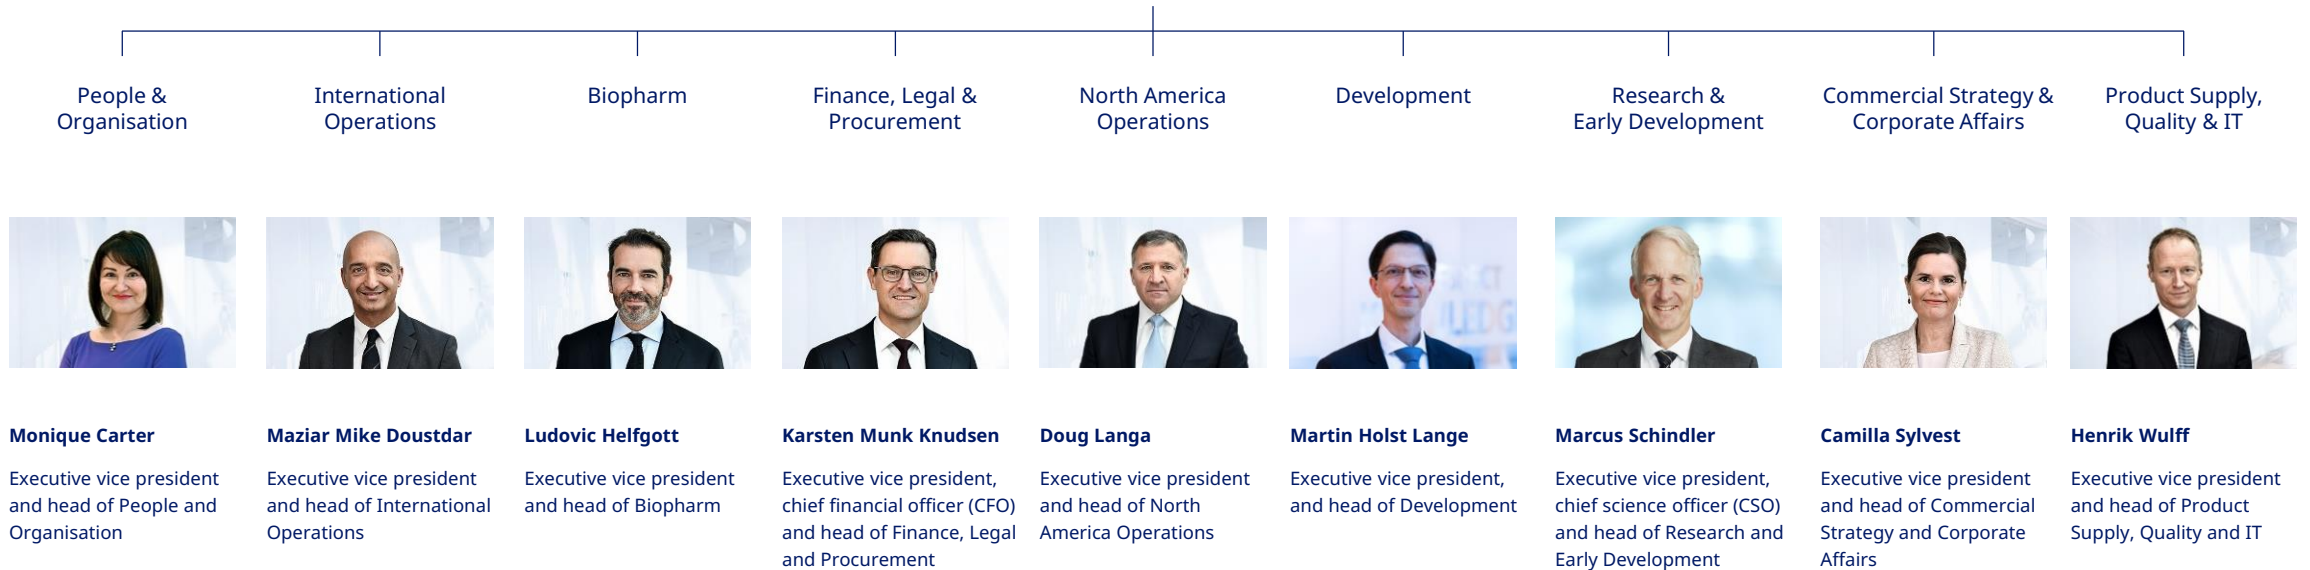 People &
Organisation
International
Operations
Biopharm
Finance, Legal &
Procurement
North America
Operations
Development
Research &
Early Development
Commercial Strategy &
Corporate Affairs
Product Supply,
Quality & IT
Monique Carter
Executive vice president
and head of People and
Organisation
Maziar Mike Doustdar
Executive vice president
and head of International
Operations
Ludovic Helfgott
Executive vice president
and head of Biopharm
Karsten Munk Knudsen
Executive vice president,
chief financial officer (CFO)
and head of Finance, Legal
and Procurement
Doug Langa
Executive vice president
and head of North
America Operations
Martin Holst Lange
Executive vice president,
and head of Development
Marcus Schindler
Executive vice president,
chief science officer (CSO)
and head of Research and
Early Development
Camilla Sylvest
Executive vice president
and head of Commercial
Strategy and Corporate
Affairs
Henrik Wulff
Executive vice president
and head of Product
Supply, Quality and IT